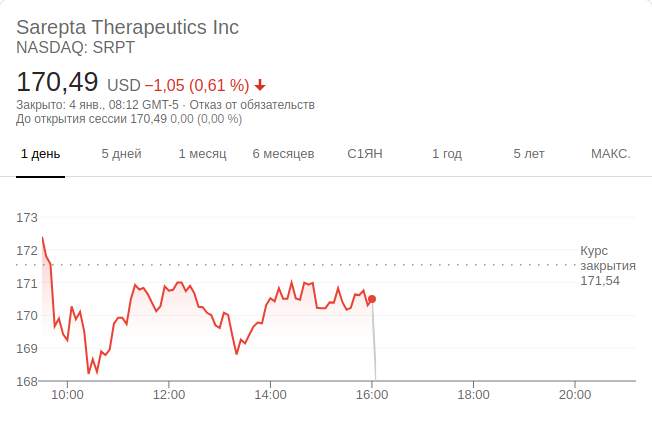 Sarepta Therapeutics Inc
NASDAQ: SRPT
170,49 USD −1,05 (0,61 %)
Закрыто: 4 янв., 08:12 GMT-5 · Отказ от обязательств
До открытия сессии 170,49 0,00 (0,00 %)
1 день 5 дней 1 месяц 6 месяцев С1ЯН 1 год 5 лет МАКС.
173
172
171
170
169
168
Курс
закрытия
171,54
10:00 12:00 14:00 16:00 18:00 20:00